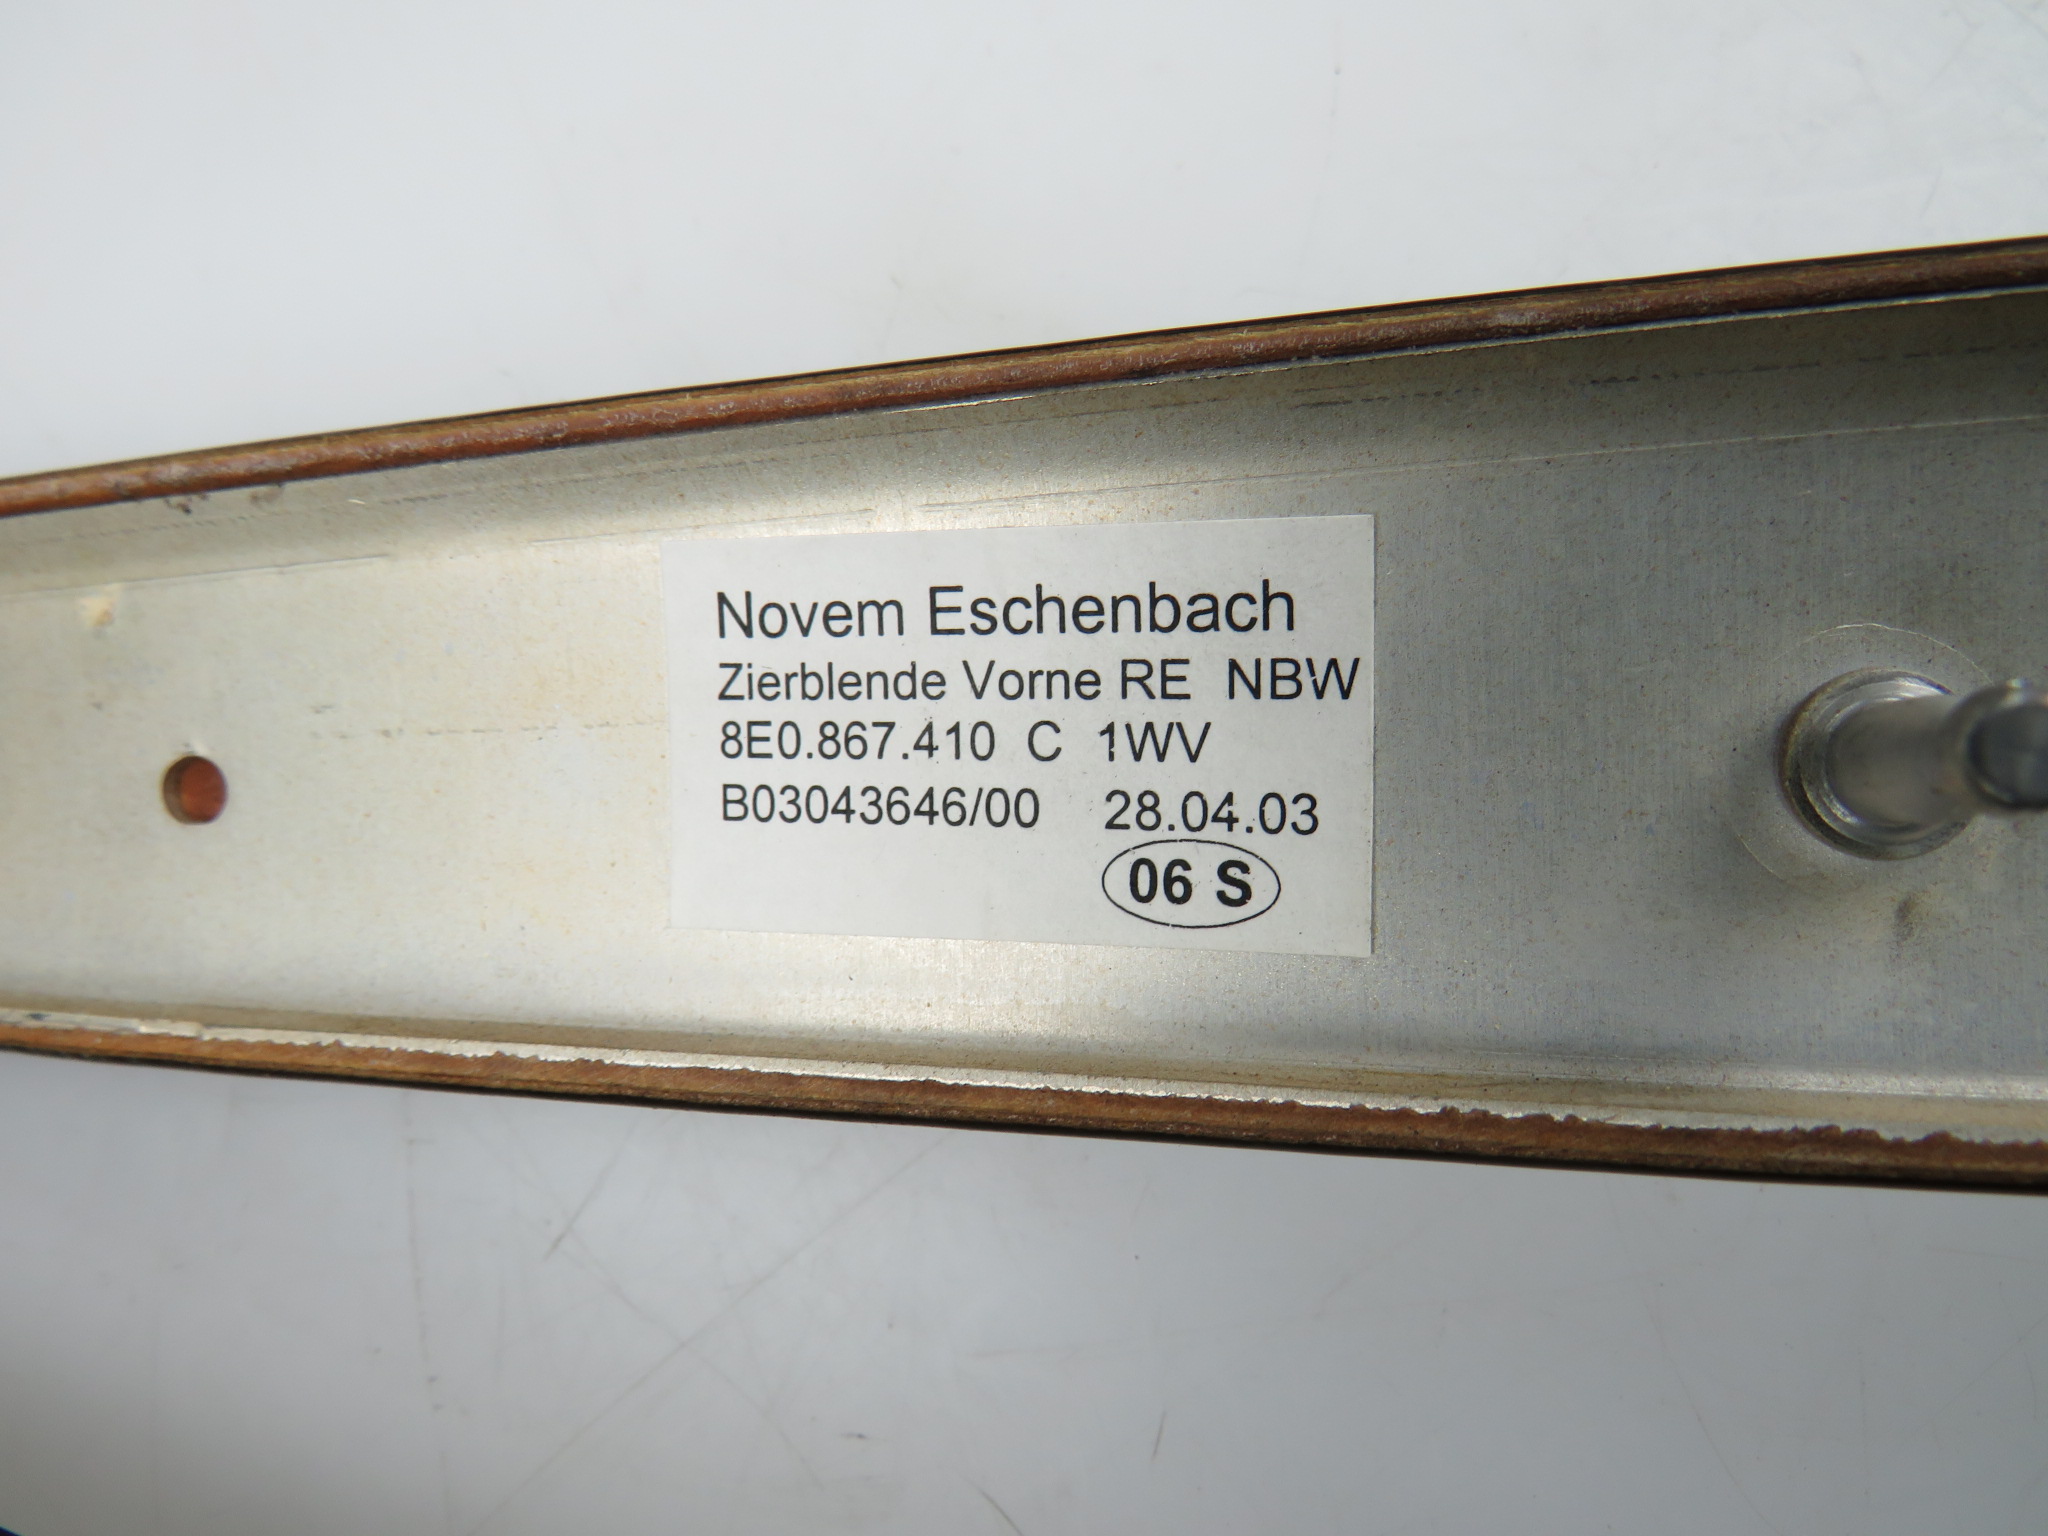 Novem Eschenbach
Zierblende Vorne RE NBW
8E0.867.410 C 1WV
B03043646/00 28.04.03
06 S